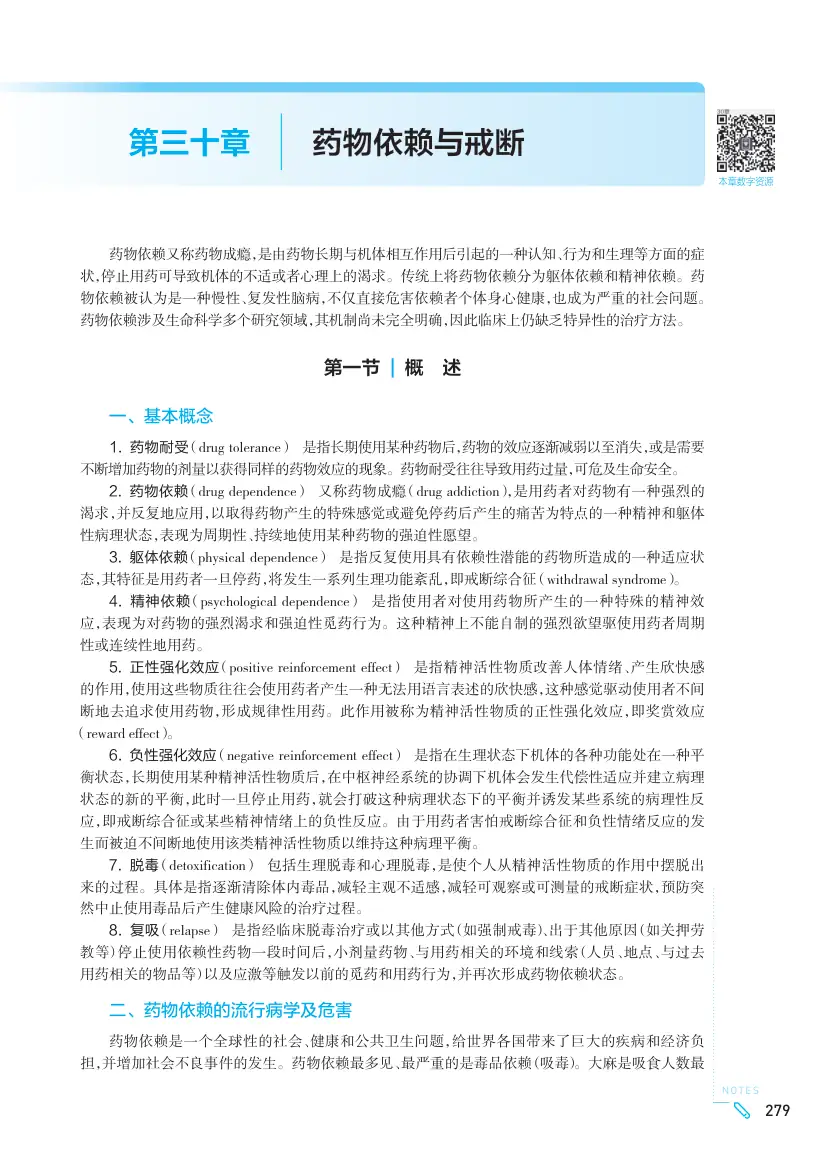 第三十章
药物依赖与戒断
本章数字资源
药物依赖又称药物成瘾,是由药物长期与机体相互作用后引起的一种认知、行为和生理等方面的症
状,停止用药可导致机体的不适或者心理上的渴求。传统上将药物依赖分为躯体依赖和精神依赖。药
物依赖被认为是一种慢性、复发性脑病,不仅直接危害依赖者个体身心健康,也成为严重的社会问题。
药物依赖涉及生命科学多个研究领域,其机制尚未完全明确,因此临床上仍缺乏特异性的治疗方法。
第一节 | 概 述
一、基本概念
1. 药物耐受(drug tolerance) 是指长期使用某种药物后,药物的效应逐渐减弱以至消失,或是需要
不断增加药物的剂量以获得同样的药物效应的现象。药物耐受往往导致用药过量,可危及生命安全。
2. 药物依赖(drug dependence) 又称药物成瘾(drug addiction),是用药者对药物有一种强烈的
渴求,并反复地应用,以取得药物产生的特殊感觉或避免停药后产生的痛苦为特点的一种精神和躯体
性病理状态,表现为周期性、持续地使用某种药物的强迫性愿望。
3. 躯体依赖(physical dependence) 是指反复使用具有依赖性潜能的药物所造成的一种适应状
态,其特征是用药者一旦停药,将发生一系列生理功能紊乱,即戒断综合征(withdrawal syndrome)。
4. 精神依赖(psychological dependence) 是指使用者对使用药物所产生的一种特殊的精神效
应,表现为对药物的强烈渴求和强迫性觅药行为。这种精神上不能自制的强烈欲望驱使用药者周期
性或连续性地用药。
5. 正性强化效应(positive reinforcement effect) 是指精神活性物质改善人体情绪、产生欣快感
的作用,使用这些物质往往会使用药者产生一种无法用语言表述的欣快感,这种感觉驱动使用者不间
断地去追求使用药物,形成规律性用药。此作用被称为精神活性物质的正性强化效应,即奖赏效应
(reward effect)。
6. 负性强化效应(negative reinforcement effect) 是指在生理状态下机体的各种功能处在一种平
衡状态,长期使用某种精神活性物质后,在中枢神经系统的协调下机体会发生代偿性适应并建立病理
状态的新的平衡,此时一旦停止用药,就会打破这种病理状态下的平衡并诱发某些系统的病理性反
应,即戒断综合征或某些精神情绪上的负性反应。由于用药者害怕戒断综合征和负性情绪反应的发
生而被迫不间断地使用该类精神活性物质以维持这种病理平衡。
7. 脱毒(detoxification) 包括生理脱毒和心理脱毒,是使个人从精神活性物质的作用中摆脱出
来的过程。具体是指逐渐清除体内毒品,减轻主观不适感,减轻可观察或可测量的戒断症状,预防突
然中止使用毒品后产生健康风险的治疗过程。
8. 复吸(relapse) 是指经临床脱毒治疗或以其他方式(如强制戒毒)、出于其他原因(如关押劳
教等)停止使用依赖性药物一段时间后,小剂量药物、与用药相关的环境和线索(人员、地点、与过去
用药相关的物品等)以及应激等触发以前的觅药和用药行为,并再次形成药物依赖状态。
二、药物依赖的流行病学及危害
药物依赖是一个全球性的社会、健康和公共卫生问题,给世界各国带来了巨大的疾病和经济负
担,并增加社会不良事件的发生。药物依赖最多见、最严重的是毒品依赖(吸毒)。大麻是吸食人数最
NOTES
279